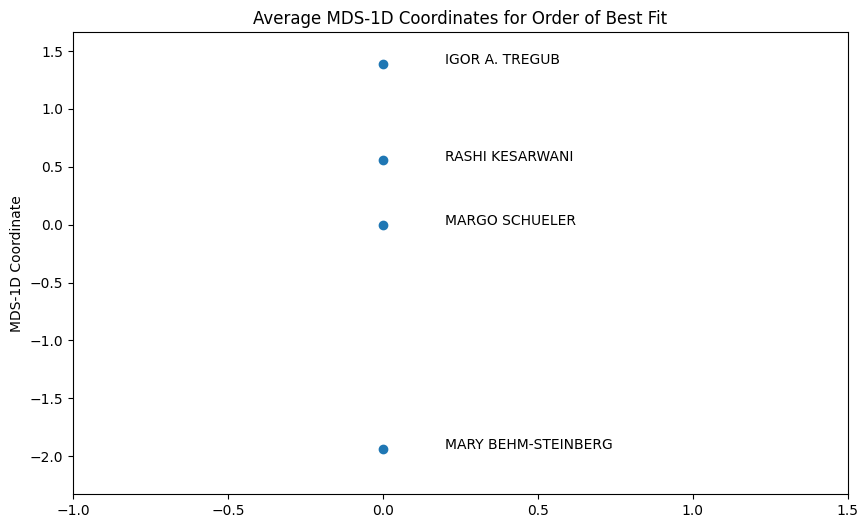 Average MDS-1D Coordinates for Order of Best Fit
MDS-1D Coordinate
1.5
1.0
0.5
0.0
−0.5
−1.0
−1.5
−2.0
IGOR A. TREGUB
RASHI KESARWANI
MARGO SCHUELER
MARY BEHM-STEINBERG
−1.0
−0.5
0.0
0.5
1.0
1.5